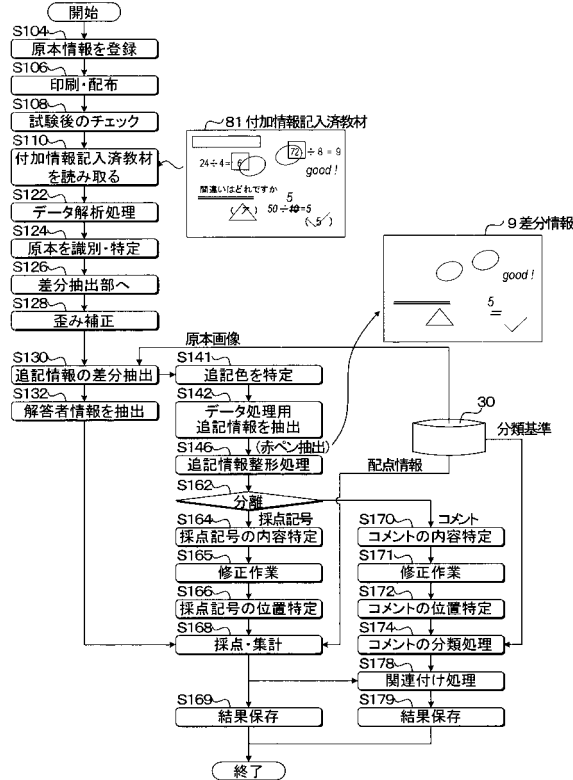 開始
S104
原本情報を登録
S106
印刷・配布
S108
試験後のチェック
S110
付加情報記入済教材
を読み取る
81 付加情報記入済教材
24÷4= 6
72 ÷ 8 = 9
good !
間違いはどれですか
5
50÷10=5
( 5 )
S122
データ解析処理
S124
原本を識別・特定
S126
差分抽出部へ
S128
歪み補正
9 差分情報
good !
5
=
原本画像
S130
追記情報の差分抽出
S132
解答者情報を抽出
S141
追記色を特定
S142
データ処理用
追記情報を抽出
(赤ペン抽出)
S146
追記情報整形処理
30
分類基準
配点情報
S162
分離
採点記号
コメント
S164
採点記号の内容特定
S165
修正作業
S166
採点記号の位置特定
S168
採点・集計
S170
コメントの内容特定
S171
修正作業
S172
コメントの位置特定
S174
コメントの分類処理
S178
関連付け処理
S169
結果保存
S179
結果保存
終了